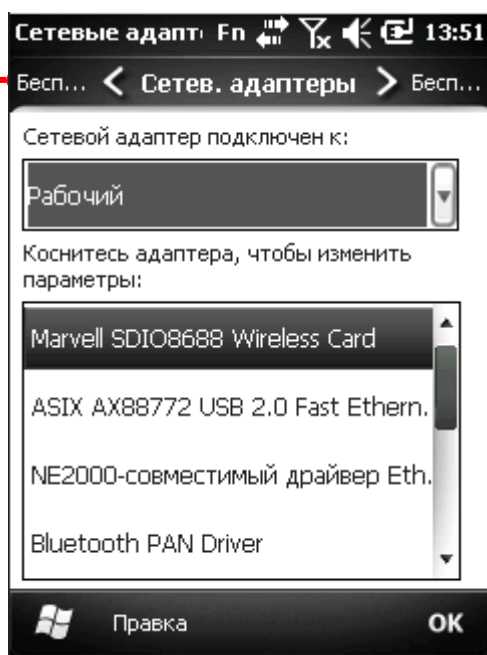 Сетевые адапт Fn 13:51
Бесп... Сетев. адаптеры Бесп...
Сетевой адаптер подключен к:
Рабочий
Коснитесь адаптера, чтобы изменить
параметры:
Marvell SDIO8688 Wireless Card
ASIX AX88772 USB 2.0 Fast Ethern.
NE2000-совместимый драйвер Eth.
Bluetooth PAN Driver
Правка OK